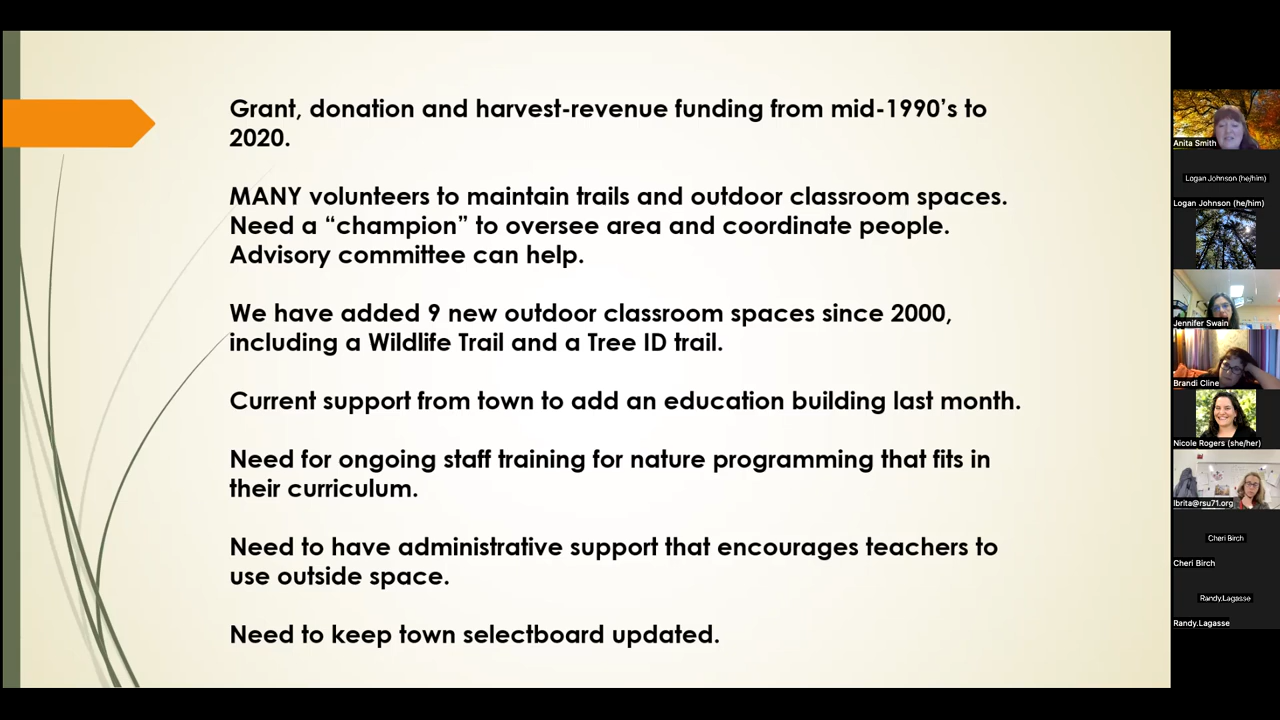 Grant, donation and harvest-revenue funding from mid-1990’s to
2020.
MANY volunteers to maintain trails and outdoor classroom spaces.
Need a “champion” to oversee area and coordinate people.
Advisory committee can help.
We have added 9 new outdoor classroom spaces since 2000,
including a Wildlife Trail and a Tree ID trail.
Current support from town to add an education building last month.
Need for ongoing staff training for nature programming that fits in
their curriculum.
Need to have administrative support that encourages teachers to
use outside space.
Need to keep town selectboard updated.
Anita Smith
Logan Johnson (he/him)
Logan Johnson (he/him)
Jennifer Swain
Brandi Cline
Nicole Rogers (she/her)
lbrita@rsu71.org
Cheri Birch
Cheri Birch
Randy.Lagasse
Randy.Lagasse